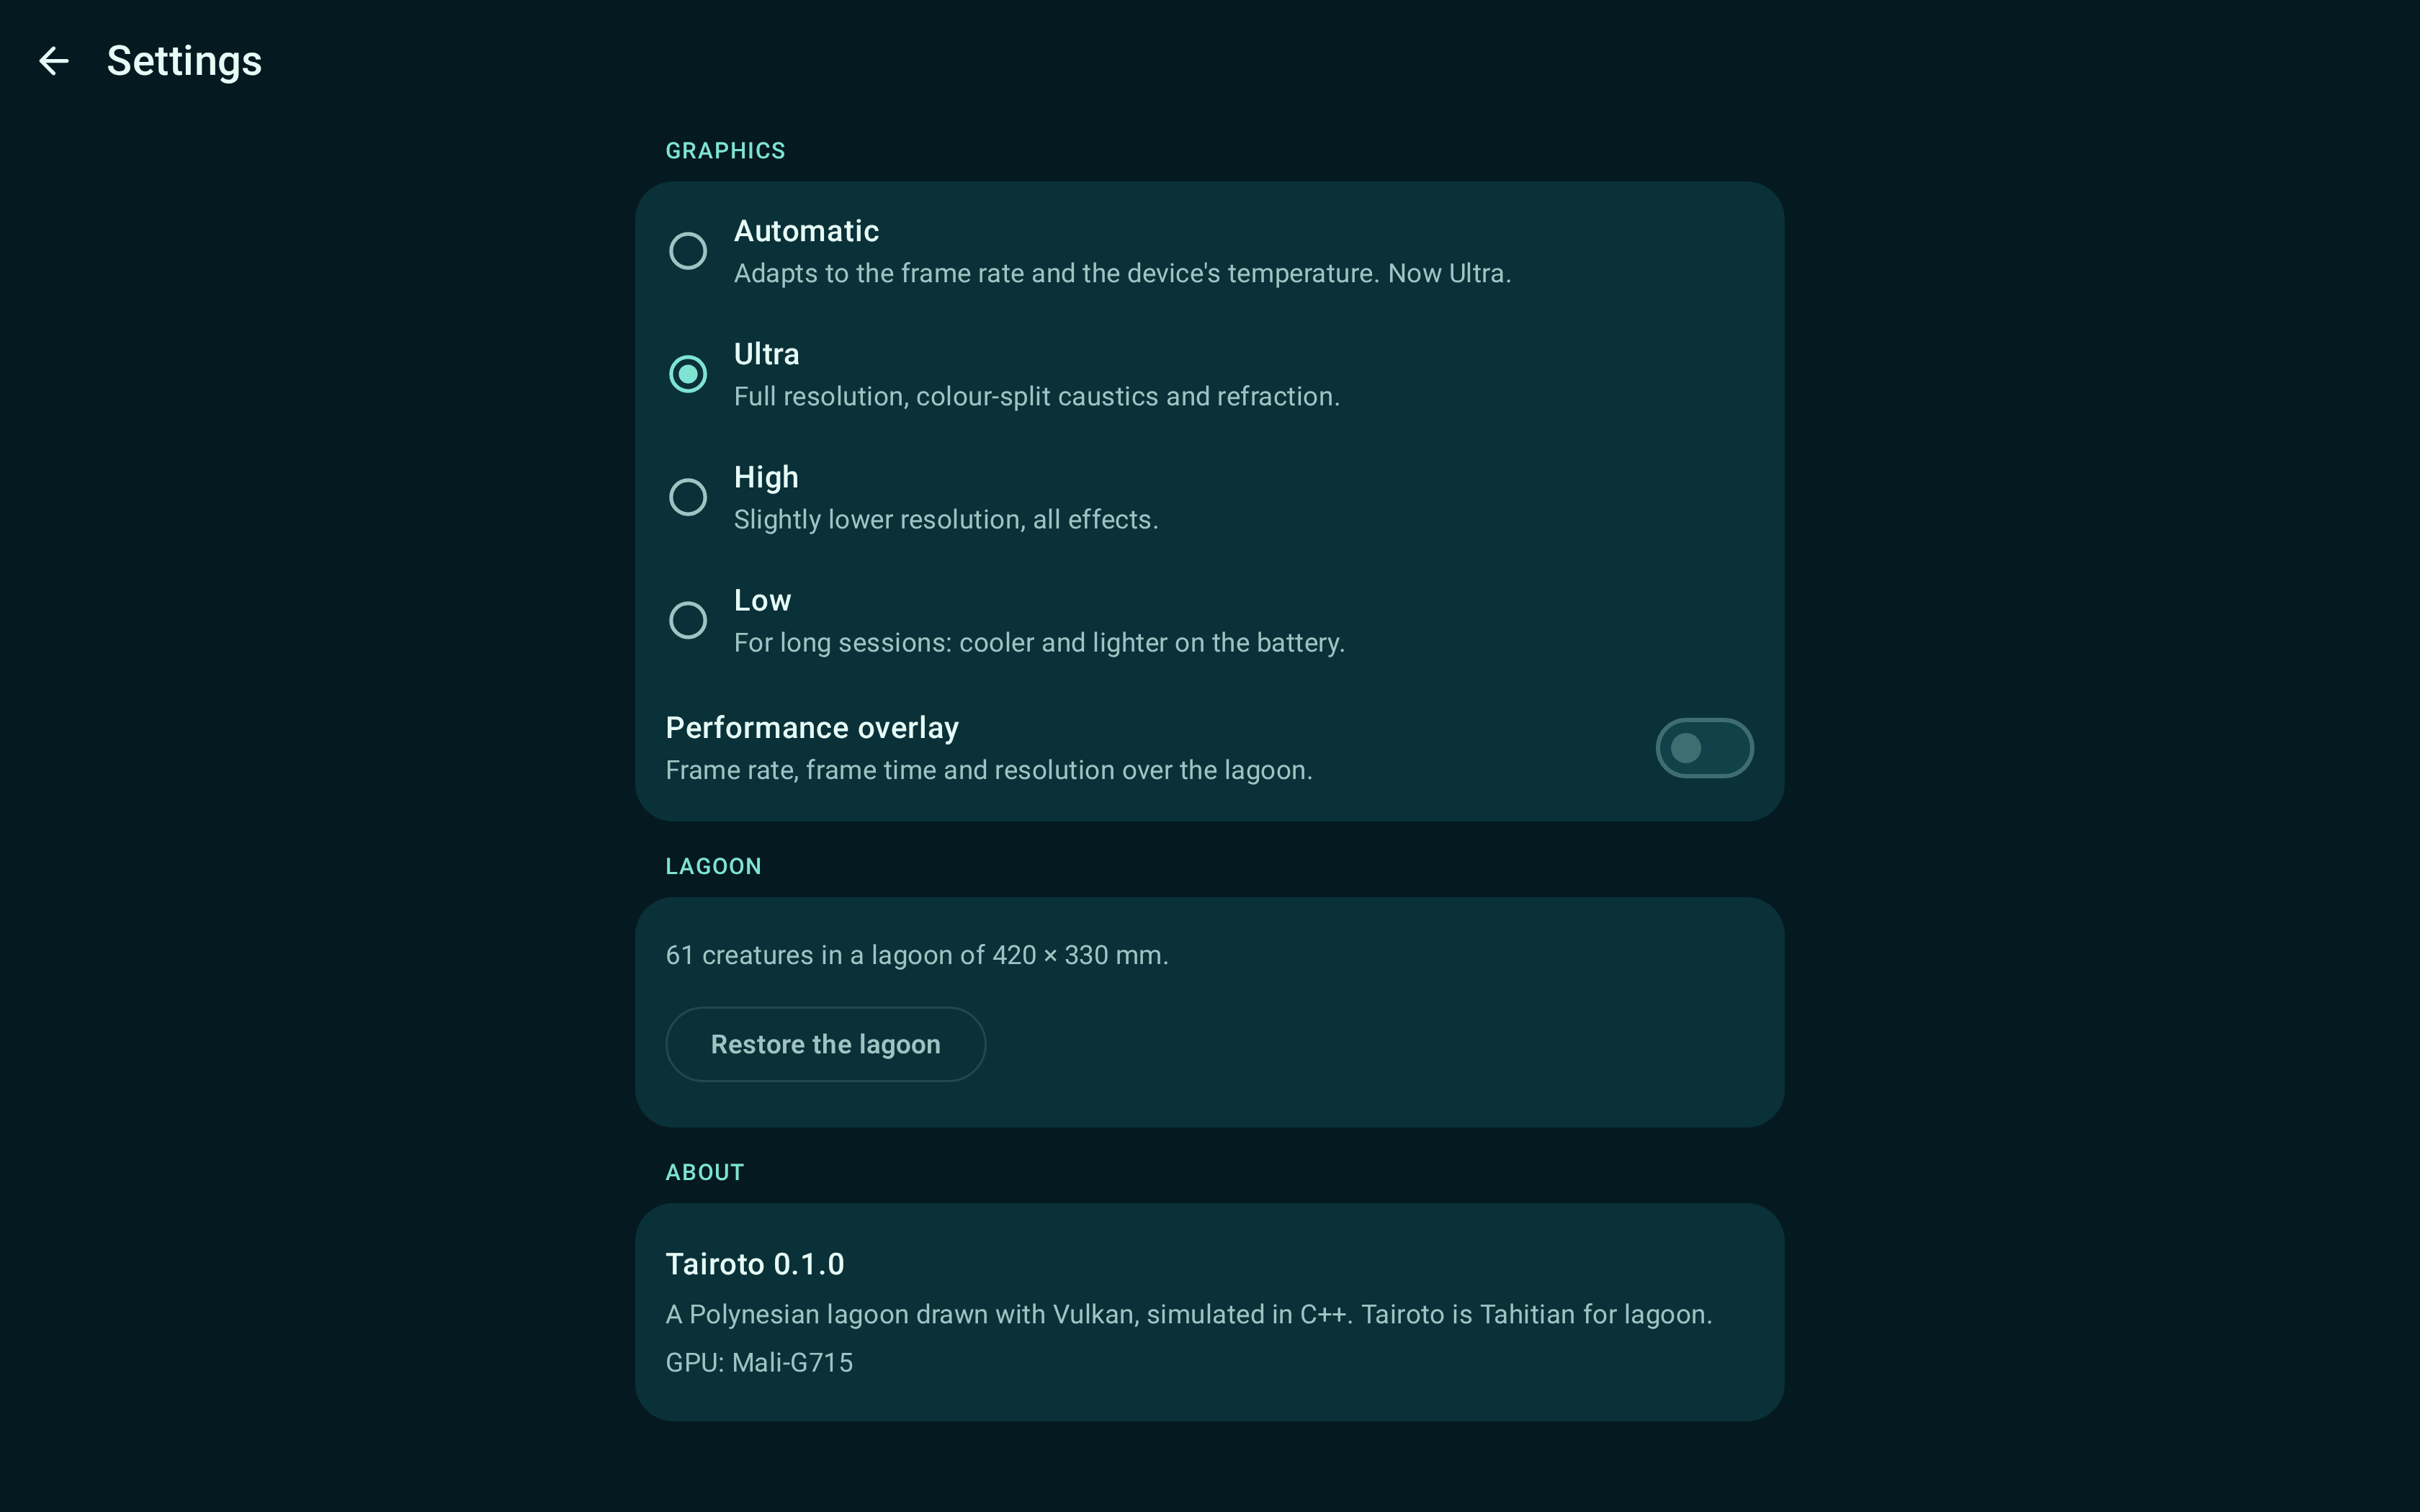 Settings
GRAPHICS
Automatic
Adapts to the frame rate and the device's temperature. Now Ultra.
Ultra
Full resolution, colour-split caustics and refraction.
High
Slightly lower resolution, all effects.
Low
For long sessions: cooler and lighter on the battery.
Performance overlay
Frame rate, frame time and resolution over the lagoon.
LAGOON
61 creatures in a lagoon of 420 × 330 mm.
Restore the lagoon
ABOUT
Tairoto 0.1.0
A Polynesian lagoon drawn with Vulkan, simulated in C++. Tairoto is Tahitian for lagoon.
GPU: Mali-G715